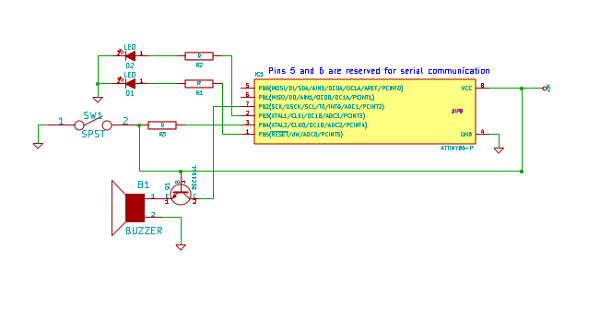 LED
D2
R
R2
LED
D1
R
R1
Pins 5 and 6 are reserved for serial communication
5 PB0(MOSI/DI/SDA/AIN0/OC0A/OC1A/AREF/PCINT0)
6 PB1(MISO/DO/AIN1/OC0B/OC1A/PCINT1)
7 PB2(SCK/USCK/SCL/T0/INT0/ADC1/PCINT2)
2 PB3(XTAL1/CLKI/OC1B/ADC3/PCINT3)
3 PB4(XTAL2/CLKO/OC1B/ADC2/PCINT4)
1 PB5(RESET/dW/ADC0/PCINT5)
VCC 8
GND 4
SW1
1 2
SPST
R
R3
B1
1
2
BUZZER
Q1
3
2